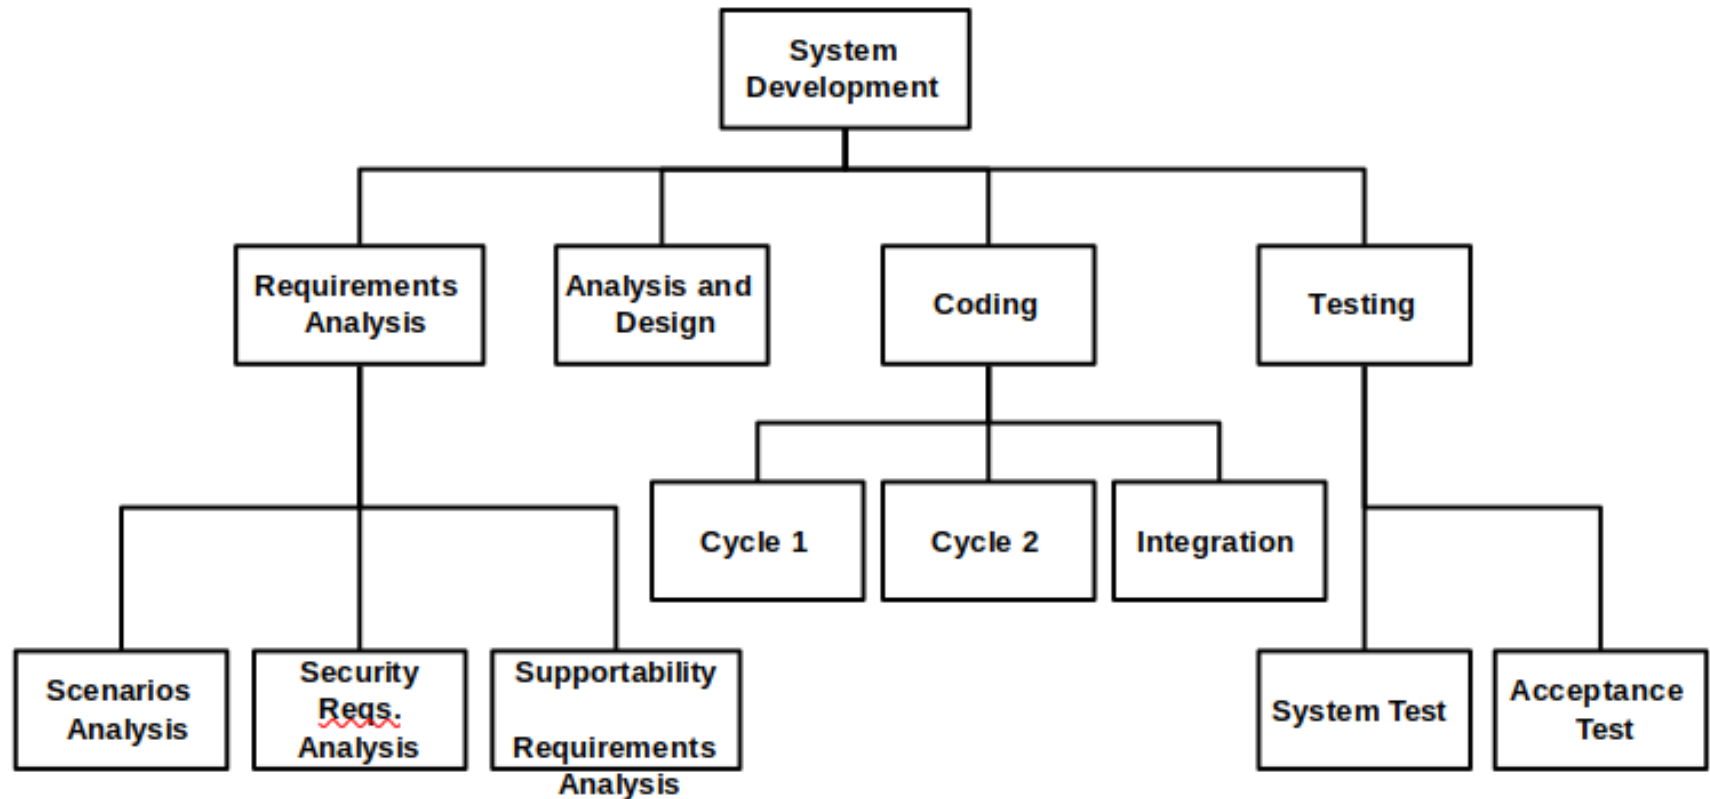 System
Development
Requirements
Analysis
Analysis and
Design
Coding
Testing
Cycle 1
Cycle 2
Integration
Scenarios
Analysis
Security
Reqs.
Analysis
Supportability
Requirements
Analysis
System Test
Acceptance
Test